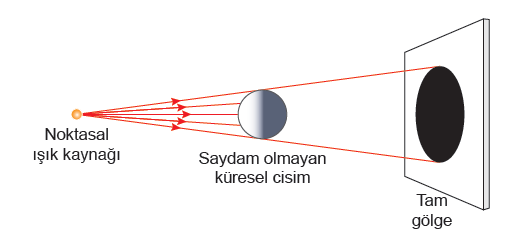 Noktasal
ışık kaynağı
Saydam olmayan
küresel cisim
Tam
gölge